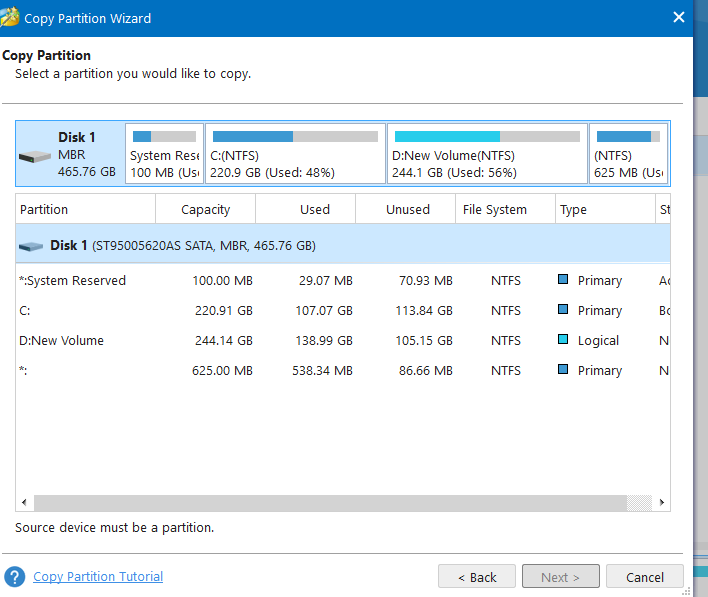 Copy Partition Wizard
Copy Partition
Select a partition you would like to copy.
Disk 1
MBR
465.76 GB
System Rese
100 MB (Us
C:(NTFS)
220.9 GB (Used: 48%)
D:New Volume(NTFS)
244.1 GB (Used: 56%)
(NTFS)
625 MB (Us
Partition Capacity Used Unused File System Type St
Disk 1 (ST95005620AS SATA, MBR, 465.76 GB)
*:System Reserved 100.00 MB 29.07 MB 70.93 MB NTFS Primary Ac
C: 220.91 GB 107.07 GB 113.84 GB NTFS Primary Bo
D:New Volume 244.14 GB 138.99 GB 105.15 GB NTFS Logical N
*: 625.00 MB 538.34 MB 86.66 MB NTFS Primary N
Source device must be a partition.
? Copy Partition Tutorial
< Back Next > Cancel